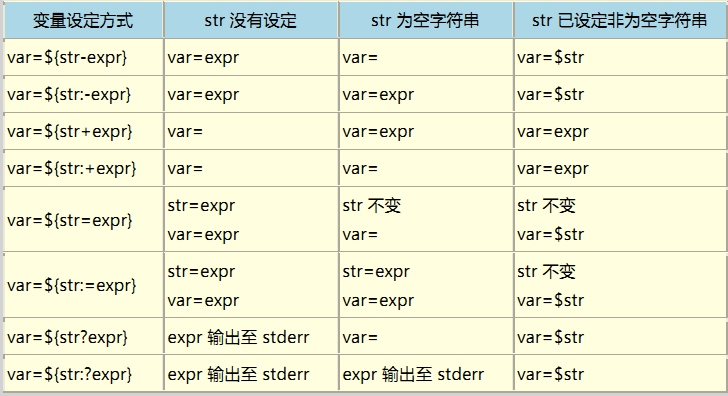 变量设定方式 str 没有设定 str 为空字符串 str 已设定非为空字符串
var=${str-expr} var=expr var= var=$str
var=${str:-expr} var=expr var=expr var=$str
var=${str+expr} var= var=expr var=expr
var=${str:+expr} var= var= var=expr
var=${str=expr} str=expr str 不变 str 不变
var=expr var= var=$str
var=${str:=expr} str=expr str=expr str 不变
var=expr var=expr var=$str
var=${str?expr} expr 输出至 stderr var= var=$str
var=${str:?expr} expr 输出至 stderr expr 输出至 stderr var=$str